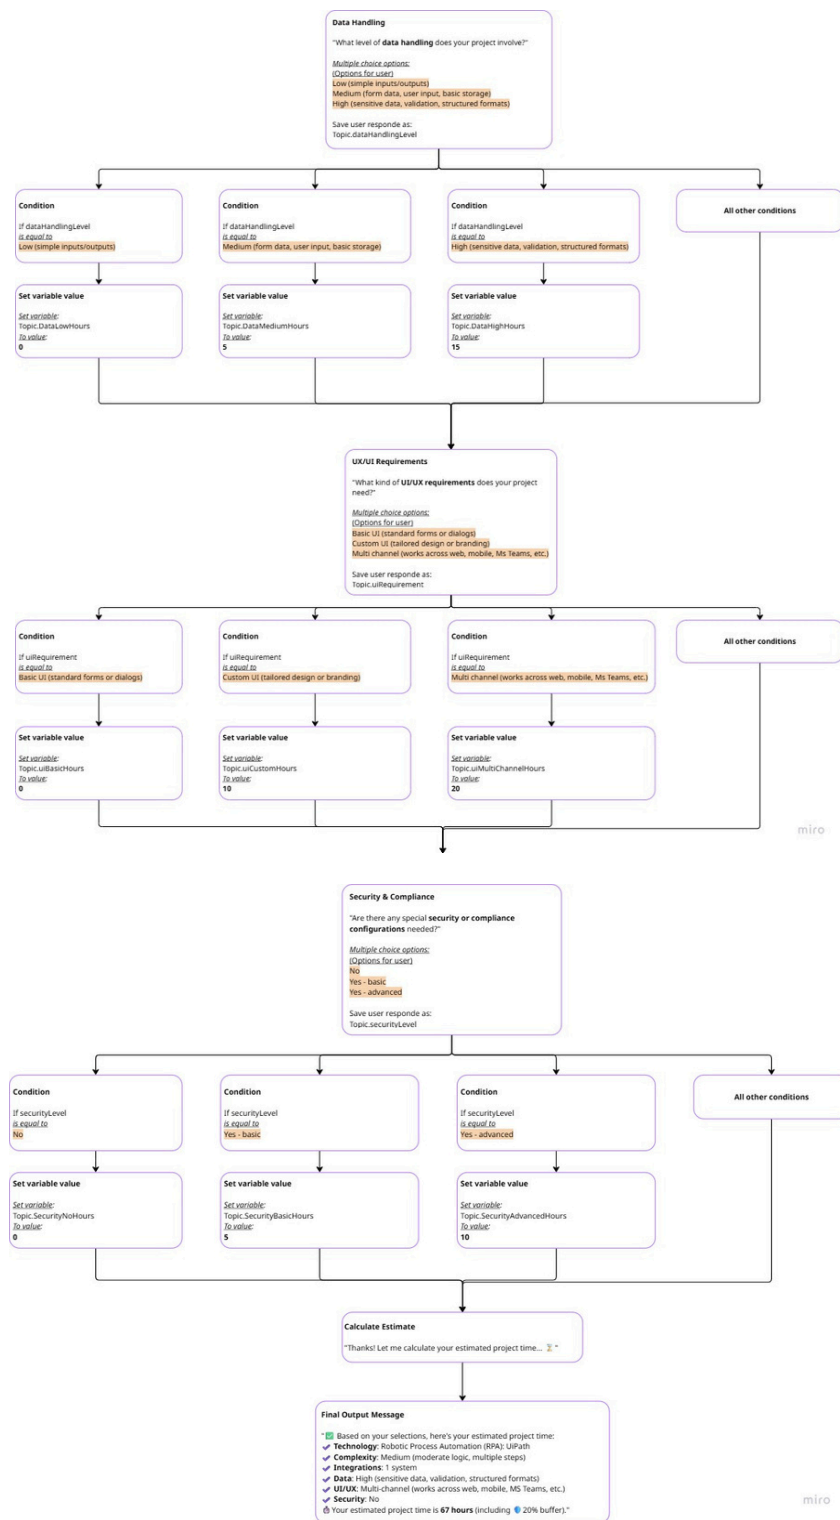 Data Handling
"What level of data handling does your project involve?"
Multiple choice options:
(Options for user)
Low (simple inputs/outputs)
Medium (form data, user input, basic storage)
High (sensitive data, validation, structured formats)
Save user responde as:
Topic.dataHandlingLevel
Condition
If dataHandlingLevel
is equal to
Low (simple inputs/outputs)
Condition
If dataHandlingLevel
is equal to
Medium (form data, user input, basic storage)
Condition
If dataHandlingLevel
is equal to
High (sensitive data, validation, structured formats)
All other conditions
Set variable value
Set variable:
Topic.DataLowHours
To value:
0
Set variable value
Set variable:
Topic.DataMediumHours
To value:
5
Set variable value
Set variable:
Topic.DataHighHours
To value:
15
UX/UI Requirements
"What kind of UI/UX requirements does your project
need?"
Multiple choice options:
(Options for user)
Basic UI (standard forms or dialogs)
Custom UI (tailored design or branding)
Multi channel (works across web, mobile, Ms Teams, etc.)
Save user responde as:
Topic.uiRequirement
Condition
If uiRequirement
is equal to
Basic UI (standard forms or dialogs)
Condition
If uiRequirement
is equal to
Custom UI (tailored design or branding)
Condition
If uiRequirement
is equal to
Multi channel (works across web, mobile, Ms Teams, etc.)
All other conditions
Set variable value
Set variable:
Topic.uiBasicHours
To value:
0
Set variable value
Set variable:
Topic.uiCustomHours
To value:
10
Set variable value
Set variable:
Topic.uiMultiChannelHours
To value:
20
miro
Security & Compliance
"Are there any special security or compliance
configurations needed?"
Multiple choice options:
(Options for user)
No
Yes - basic
Yes - advanced
Save user responde as:
Topic.securityLevel
Condition
If securityLevel
is equal to
No
Condition
If securityLevel
is equal to
Yes - basic
Condition
If securityLevel
is equal to
Yes - advanced
All other conditions
Set variable value
Set variable:
Topic.SecurityNoHours
To value:
0
Set variable value
Set variable:
Topic.SecurityBasicHours
To value:
5
Set variable value
Set variable:
Topic.SecurityAdvancedHours
To value:
10
Calculate Estimate
"Thanks! Let me calculate your estimated project time... ⏳"
Final Output Message
"✅ Based on your selections, here's your estimated project time:
✔ Technology: Robotic Process Automation (RPA): UiPath
✔ Complexity: Medium (moderate logic, multiple steps)
✔ Integrations: 1 system
✔ Data: High (sensitive data, validation, structured formats)
✔ UI/UX: Multi-channel (works across web, mobile, MS Teams, etc.)
✔ Security: No
Your estimated project time is 67 hours (including 🛡 20% buffer)."
miro